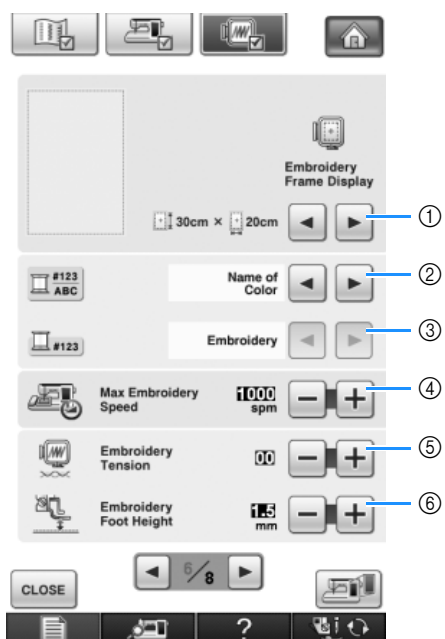 Embroidery
Frame Display
30cm × 20cm
①
#123
ABC
Name of
Color
②
#123
Embroidery
③
Max Embroidery
Speed
1000
spm
④
Embroidery
Tension
00
⑤
Embroidery
Foot Height
1.5
mm
⑥
6/8
CLOSE
?
i